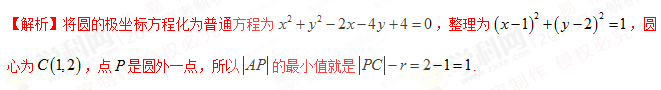 【解析】将圆的极坐标方程化为普通方程为 x²+y²−2x−4y+4=0，整理为 (x−1)²+(y−2)²=1，圆
心为 C(1,2)，点 P 是圆外一点，所以 |AP| 的最小值就是 |PC|−r=2−1=1.